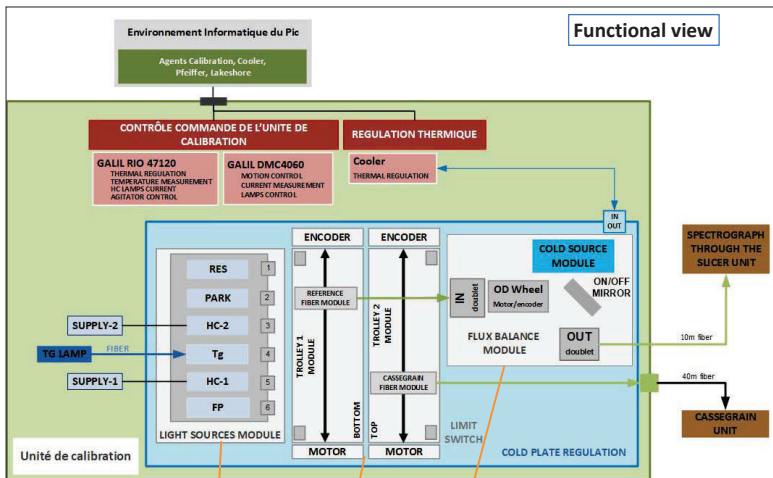 Functional view
Environnement Informatique du Pic
Agents Calibration, Cooler,
Pfeiffer, Lakeshore
CONTRÔLE COMMANDE DE L'UNITE DE
CALIBRATION
REGULATION THERMIQUE
GALIL RIO 47120
THERMAL REGULATION
TEMPERATURE MEASUREMENT
HC LAMPS CURRENT
AGITATOR CONTROL
GALIL DMC4060
MOTION CONTROL
CURRENT MEASUREMENT
LAMPS CONTROL
Cooler
THERMAL REGULATION
IN
OUT
RES
1
PARK
2
HC-2
3
Tg
4
HC-1
5
FP
6
LIGHT SOURCES MODULE
SUPPLY-2
TG LAMP
FIBER
SUPPLY-1
ENCODER
REFERENCE
FIBER MODULE
TROLLEY 1
MODULE
BOTTOM
MOTOR
ENCODER
TROLLEY 2
MODULE
CASSEGRAIN
FIBER MODULE
TOP
MOTOR
LIMIT
SWITCH
COLD SOURCE
MODULE
IN
doublet
OD Wheel
Motor/encoder
ON/OFF
MIRROR
FLUX BALANCE
MODULE
OUT
doublet
COLD PLATE REGULATION
SPECTROGRAPH
THROUGH THE
SLICER UNIT
10m fiber
40m fiber
CASSEGRAIN
UNIT
Unité de calibration